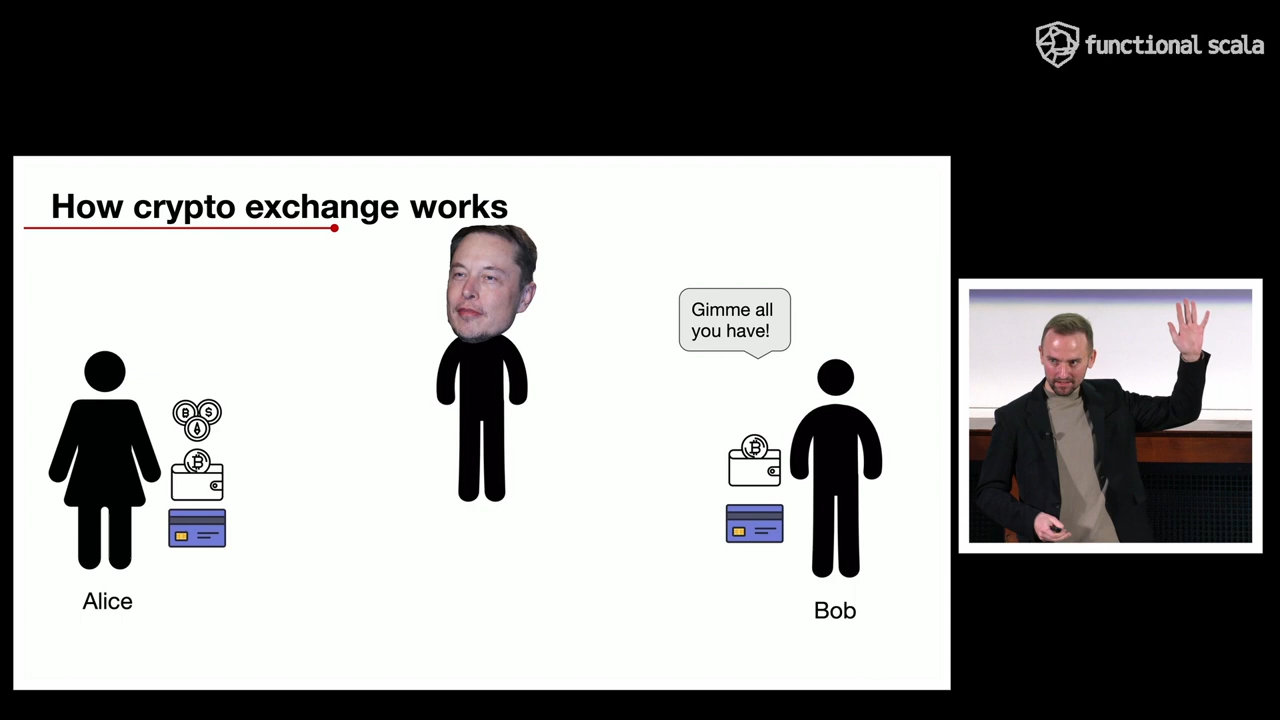 functional scala
How crypto exchange works
Gimme all
you have!
Alice
Bob